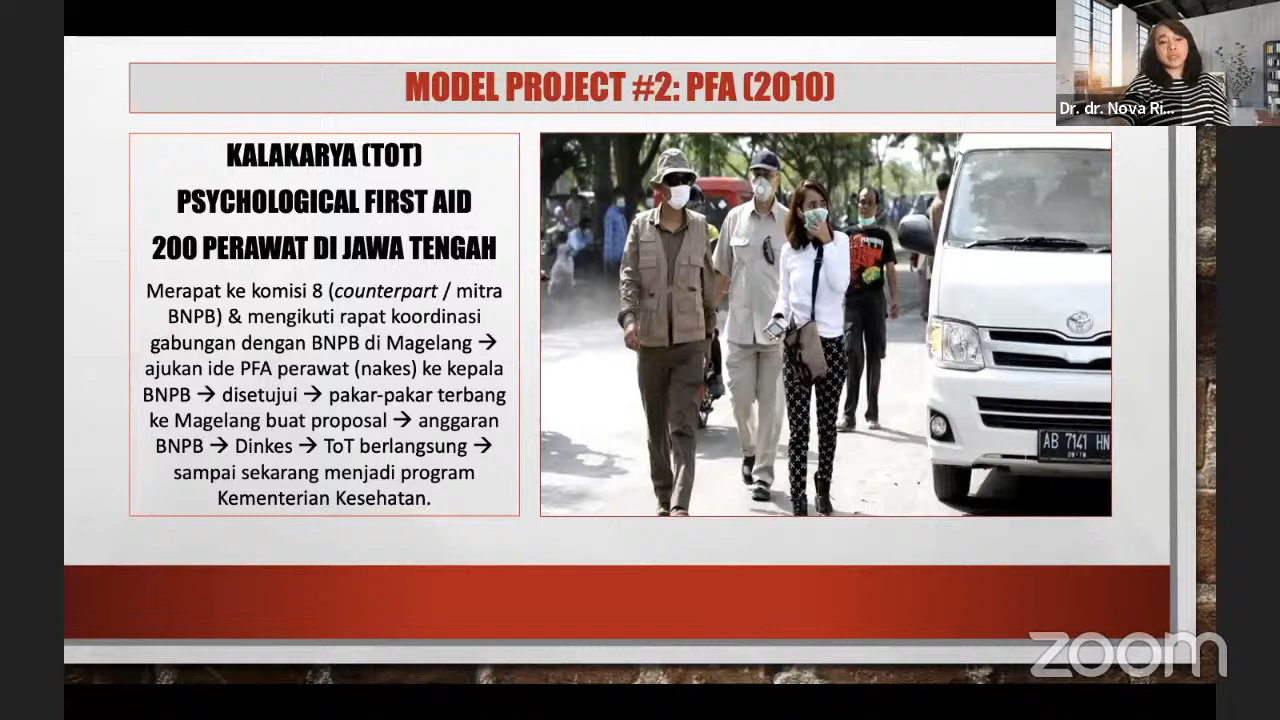 MODEL PROJECT #2: PFA (2010)
Dr. dr. Nova Ri...
KALAKARYA (TOT)
PSYCHOLOGICAL FIRST AID
200 PERAWAT DI JAWA TENGAH
Merapat ke komisi 8 (counterpart / mitra
BNPB) & mengikuti rapat koordinasi
gabungan dengan BNPB di Magelang →
ajukan ide PFA perawat (nakes) ke kepala
BNPB → disetujui → pakar-pakar terbang
ke Magelang buat proposal → anggaran
BNPB → Dinkes → ToT berlangsung →
sampai sekarang menjadi program
Kementerian Kesehatan.
AB 7141 HN
zoom